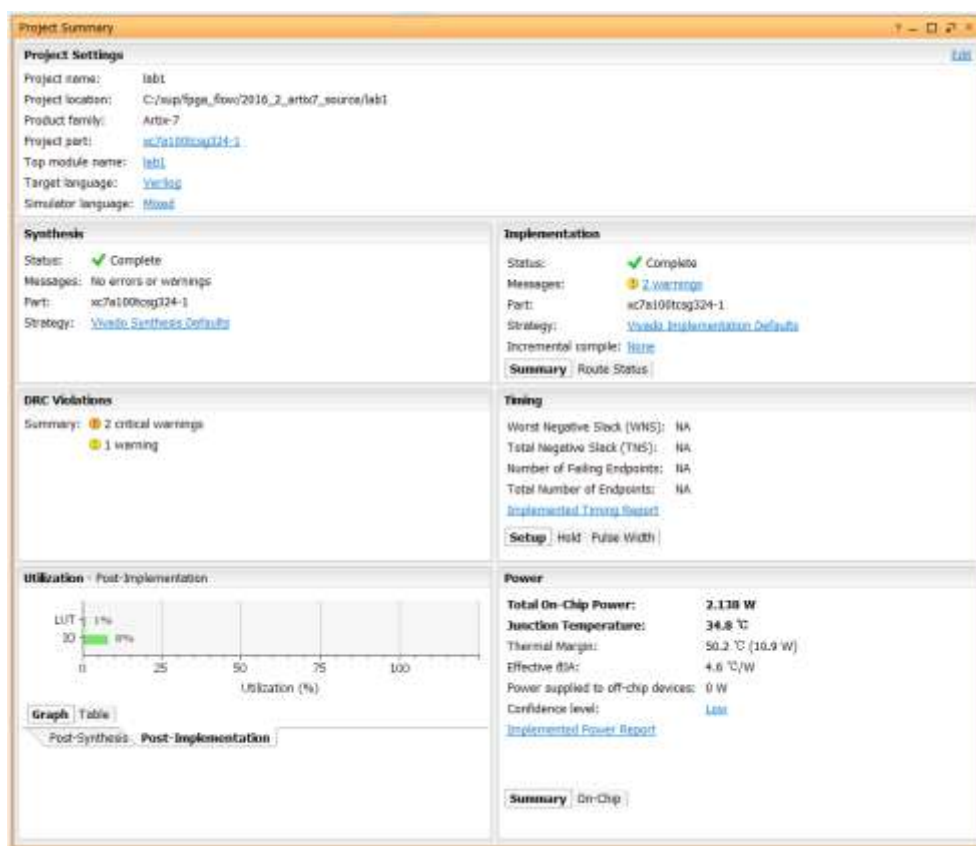 Project Summary
Project Settings
Edit
Project name: lab1
Project location: C:/xup/fpga_flow/2016_2_artix7_source/lab1
Product family: Artix-7
Project part: xc7a100tcsg324-1
Top module name: lab1
Target language: Verilog
Simulator language: Mixed
Synthesis
Status: Complete
Messages: No errors or warnings
Part: xc7a100tcsg324-1
Strategy: Vivado Synthesis Defaults
Implementation
Status: Complete
Messages: 2 warnings
Part: xc7a100tcsg324-1
Strategy: Vivado Implementation Defaults
Incremental compile: None
Summary Route Status
DRC Violations
Summary: 2 critical warnings
1 warning
Timing
Worst Negative Slack (WNS): NA
Total Negative Slack (TNS): NA
Number of Failing Endpoints: NA
Total Number of Endpoints: NA
Implemented Timing Report
Setup Hold Pulse Width
Utilization - Post-Implementation
LUT 1%
IO 8%
0 25 50 75 100
Utilization (%)
Graph Table
Post-Synthesis Post-Implementation
Power
Total On-Chip Power: 2.138 W
Junction Temperature: 34.8 °C
Thermal Margin: 50.2 °C (10.9 W)
Effective ϑJA: 4.6 °C/W
Power supplied to off-chip devices: 0 W
Confidence level: Low
Implemented Power Report
Summary On-Chip